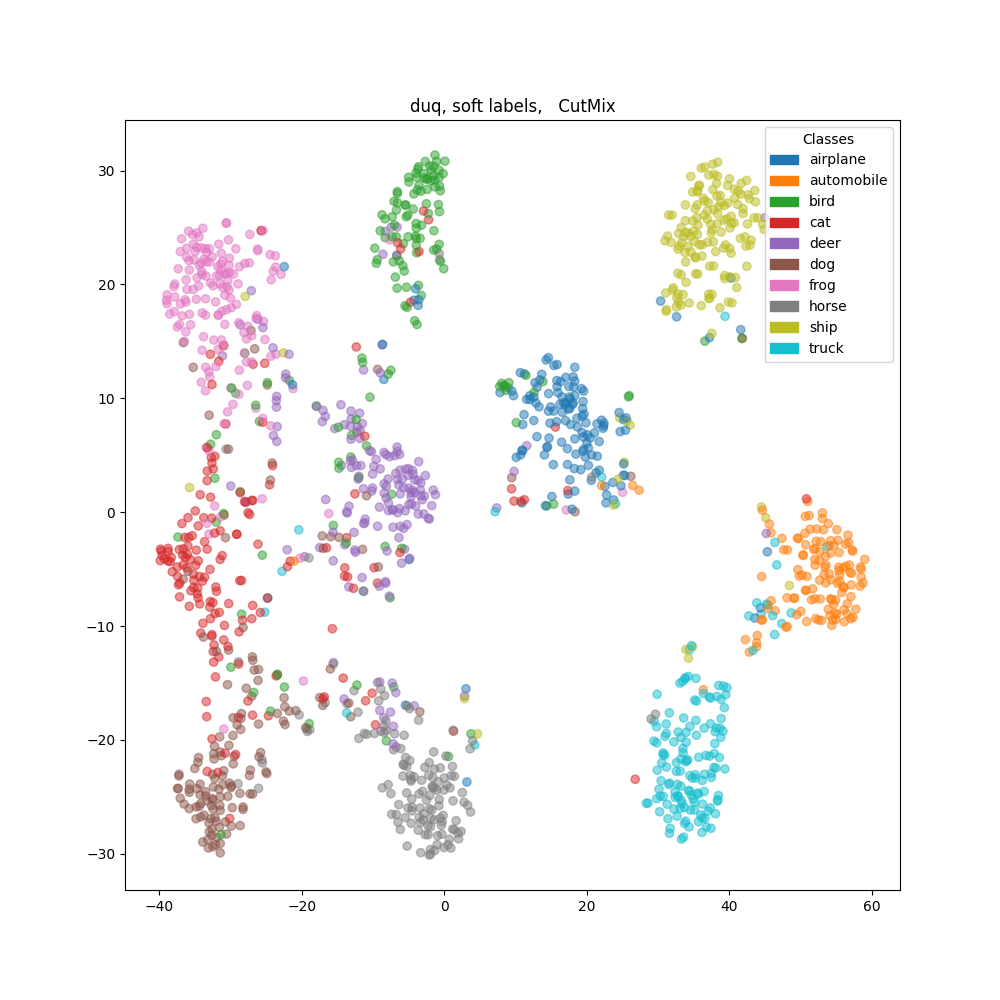 duq, soft labels,   CutMix
Classes
airplane
automobile
bird
cat
deer
dog
frog
horse
ship
truck
30
20
10
0
−10
−20
−30
−40
−20
0
20
40
60